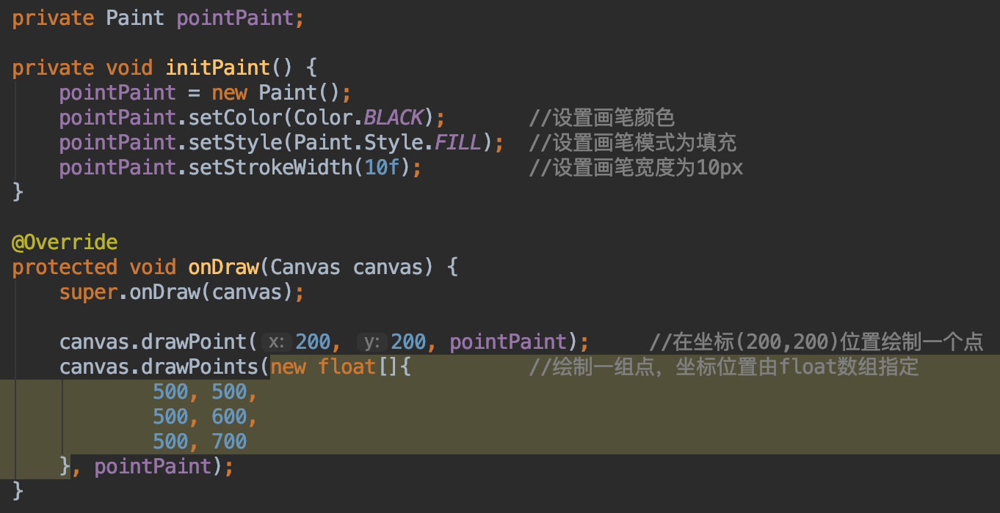 private Paint pointPaint;
private void initPaint() {
pointPaint = new Paint();
pointPaint.setColor(Color.BLACK); //设置画笔颜色
pointPaint.setStyle(Paint.Style.FILL); //设置画笔模式为填充
pointPaint.setStrokeWidth(10f); //设置画笔宽度为10px
}
@Override
protected void onDraw(Canvas canvas) {
super.onDraw(canvas);
canvas.drawPoint( x: 200, y: 200, pointPaint); //在坐标(200,200)位置绘制一个点
canvas.drawPoints(new float[]{ //绘制一组点，坐标位置由float数组指定
500, 500,
500, 600,
500, 700
}, pointPaint);
}